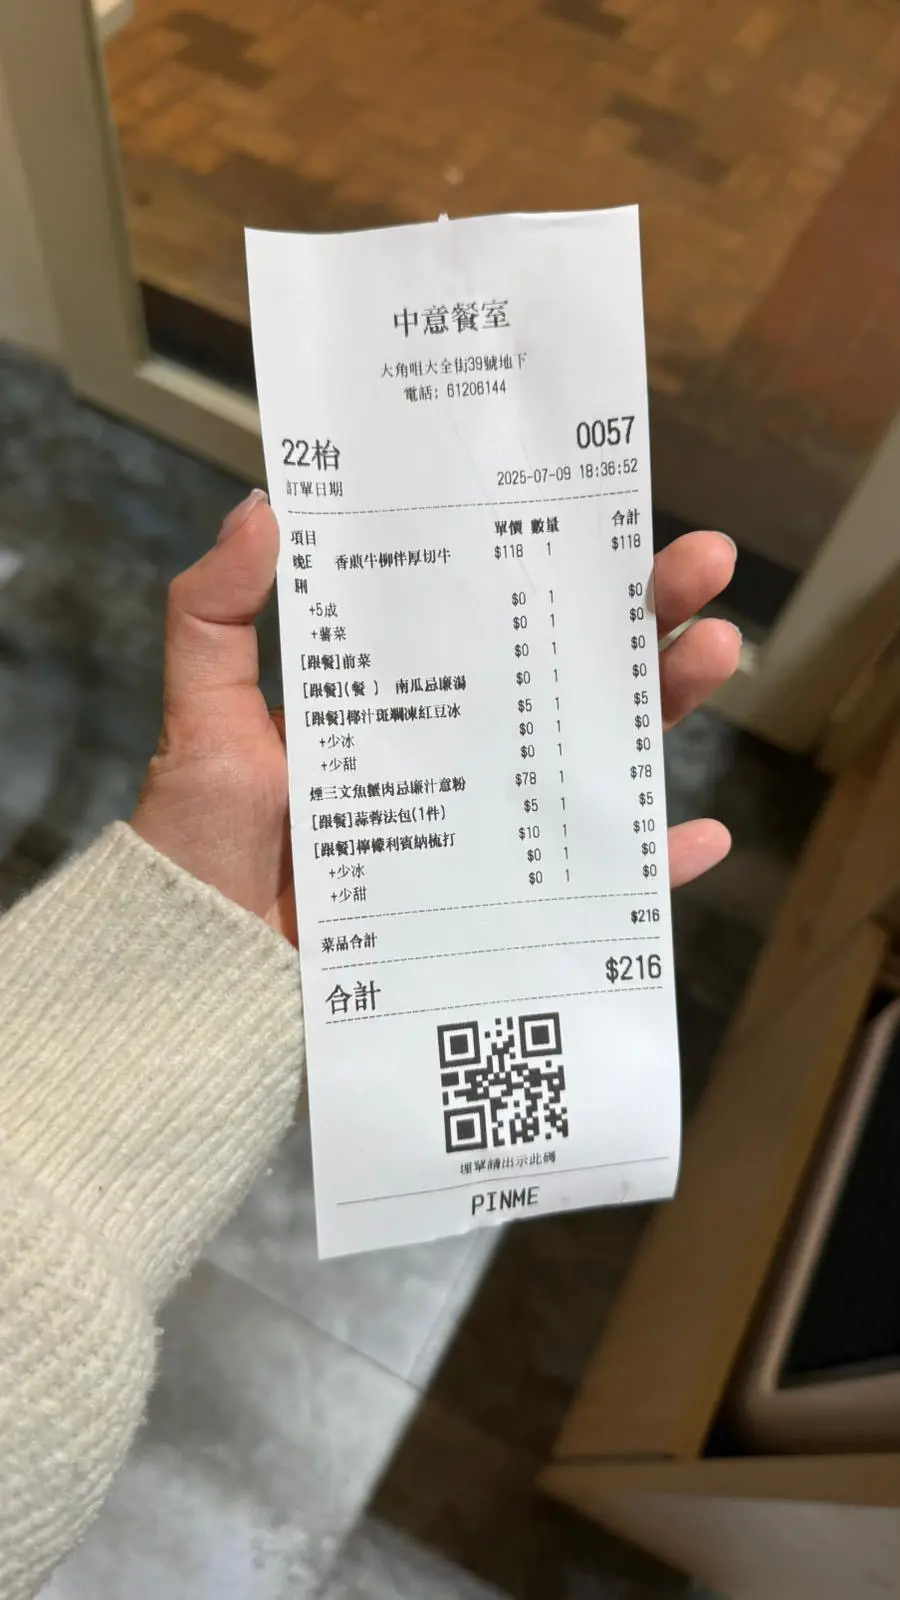 中意餐室
大角咀大全街39號地下
電話: 61206144
22枱 0057
訂單日期 2025-07-09 18:36:52
項目 單價 數量 合計
晚E 香煎牛柳伴厚切牛 $118 1 $118
脷
+5成 $0 1 $0
+薯菜 $0 1 $0
[跟餐]前菜 $0 1 $0
[跟餐](餐 ) 南瓜忌廉湯 $0 1 $0
[跟餐]椰汁斑斕凍紅豆冰 $5 1 $5
+少冰 $0 1 $0
+少甜 $0 1 $0
煙三文魚蟹肉忌廉汁意粉 $78 1 $78
[跟餐]蒜蓉法包(1件) $5 1 $5
[跟餐]檸檬利賓納梳打 $10 1 $10
+少冰 $0 1 $0
+少甜 $0 1 $0
菜品合計 $216
合計 $216
埋單請出示此碼
PINME